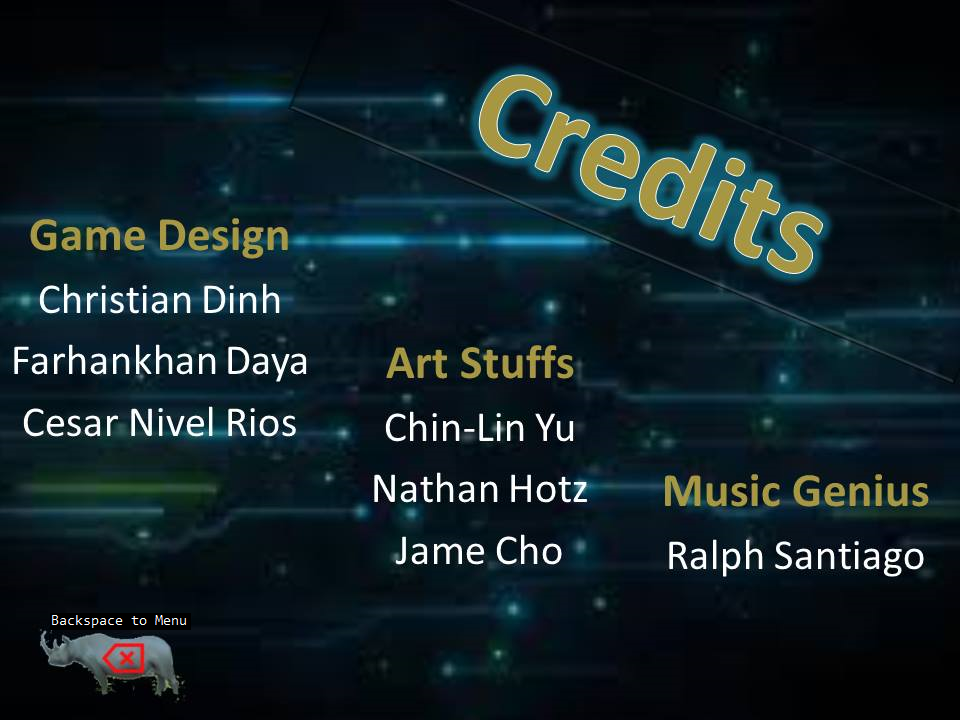 Credits
Game Design
Christian Dinh
Farhankhan Daya
Cesar Nivel Rios
Art Stuffs
Chin-Lin Yu
Nathan Hotz
Jame Cho
Music Genius
Ralph Santiago
Backspace to Menu